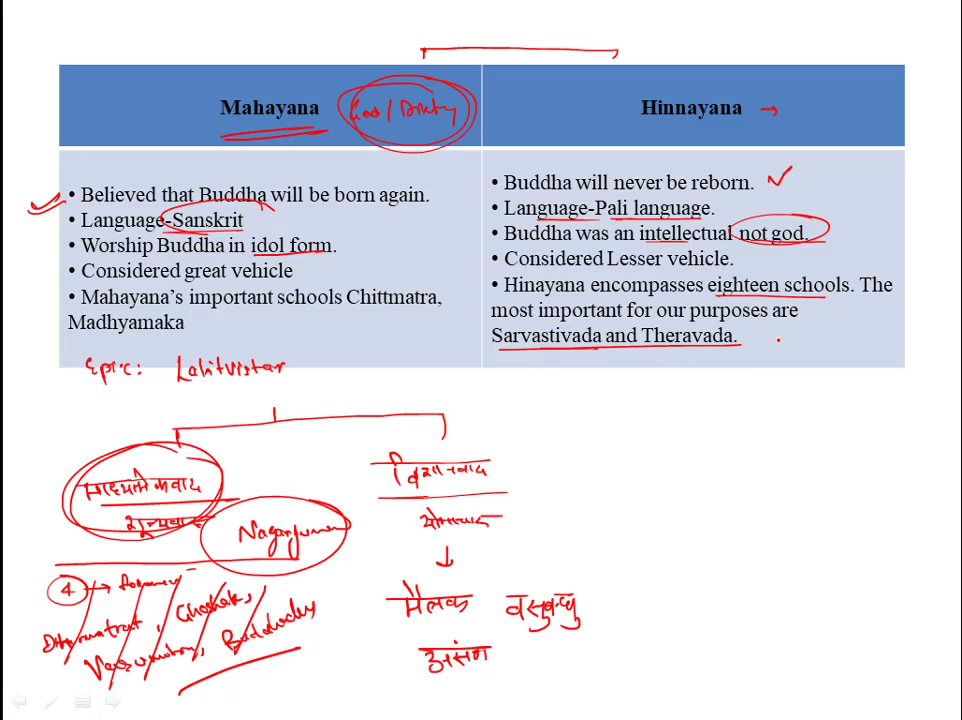 Mahayana
God / Diety
Hinnayana
• Believed that Buddha will be born again.
• Language-Sanskrit
• Worship Buddha in idol form.
• Considered great vehicle
• Mahayana's important schools Chittmatra,
Madhyamaka
• Buddha will never be reborn.
• Language-Pali language.
• Buddha was an intellectual not god.
• Considered Lesser vehicle.
• Hinayana encompasses eighteen schools. The
most important for our purposes are
Sarvastivada and Theravada.
Epic: Lalitvistar
माध्यमिकवाद
शून्यवाद
Nagarjuna
4
Dharmatrat, Ghoshak,
Vasumitra, Buddhadev
विज्ञानवाद
योगाचार
वसुबन्धु
असंग